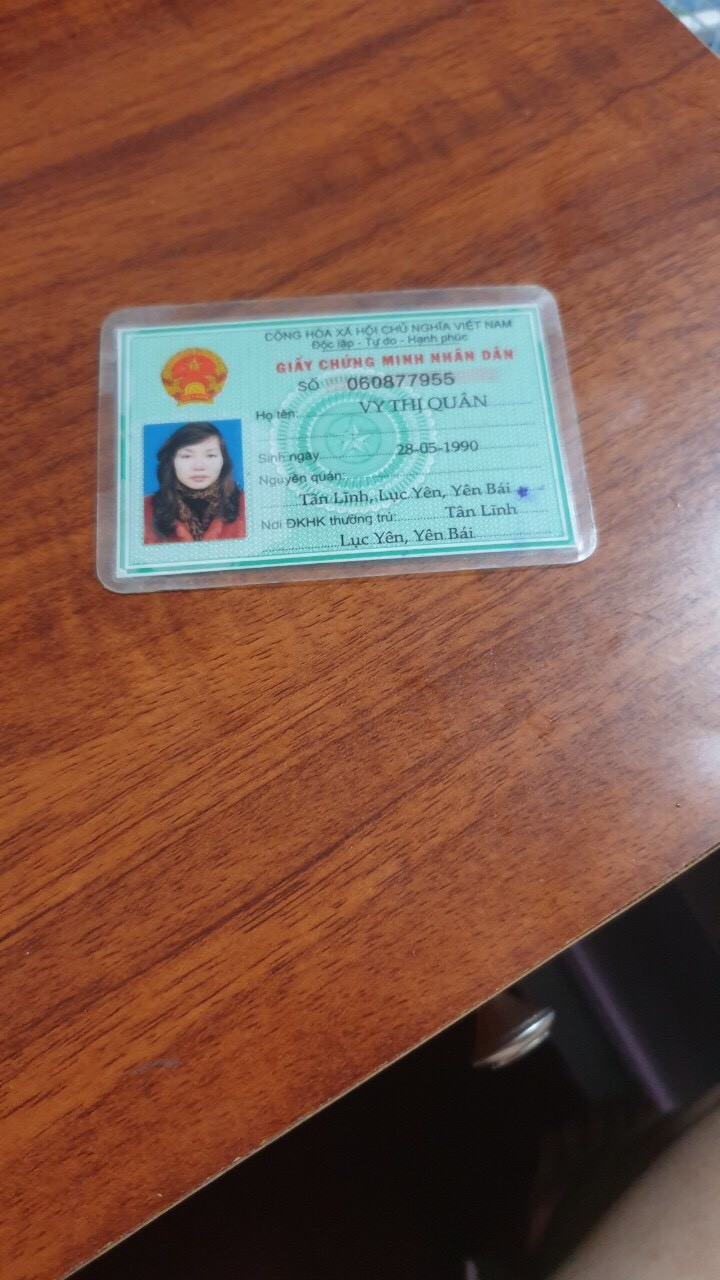 CỘNG HÒA XÃ HỘI CHỦ NGHĨA VIỆT NAM
Độc lập - Tự do - Hạnh phúc
GIẤY CHỨNG MINH NHÂN DÂN
SỐ 060877955
Họ tên: VY THỊ QUÂN
Sinh ngày 28-05-1990
Nguyên quán:
Tân Lĩnh, Lục Yên, Yên Bái
Nơi ĐKHK thường trú: Tân Lĩnh
Lục Yên, Yên Bái